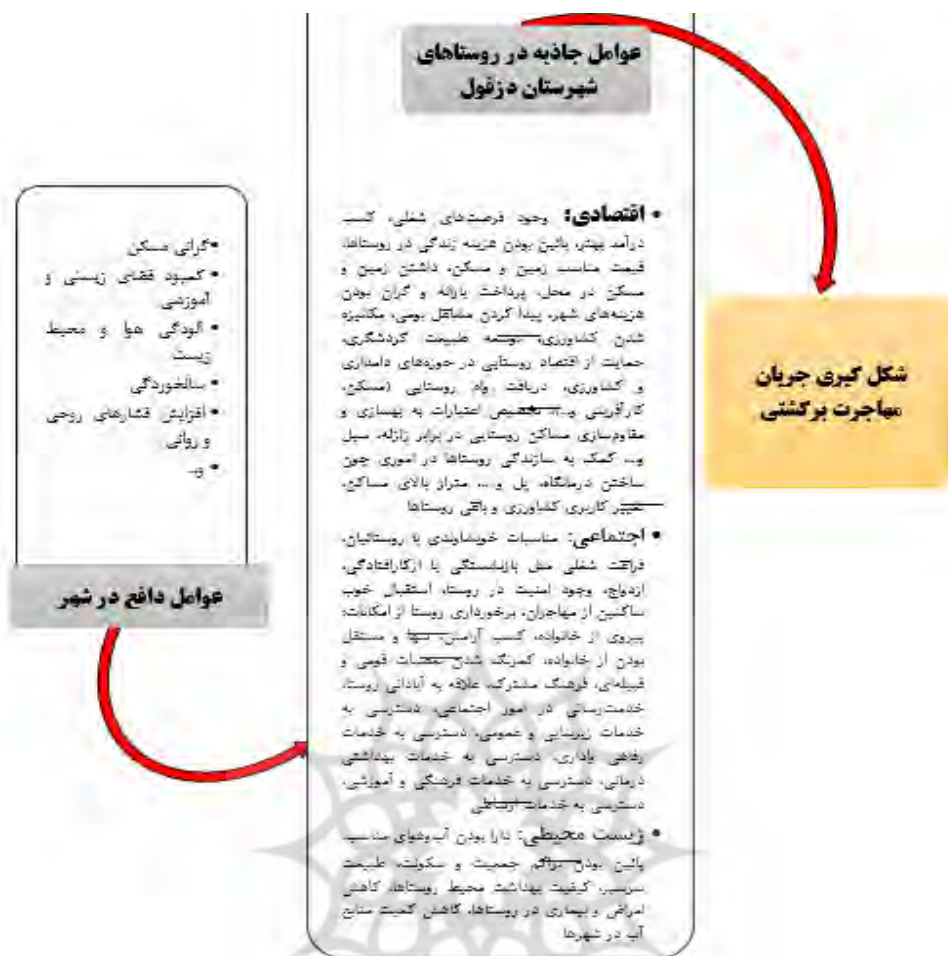 عوامل جاذبه در روستاهای
شهرستان دزفول
• اقتصادی: وجود فرصت‌های شغلی، کسب
درآمد بهتر، پائین بودن هزینه زندگی در روستاها،
قیمت مناسب زمین و مسکن، داشتن زمین و
مسکن در محل، پرداخت یارانه و گران بودن
هزینه‌های شهر، پیدا کردن مشاغل بومی، مکانیزه
شدن کشاورزی، توسعه طبیعت گردشگری،
حمایت از اقتصاد روستایی در حوزه‌های دامداری
و کشاورزی، دریافت وام روستایی (مسکن،
کارآفرینی و...، تخصیص اعتبارات به بهسازی و
مقاوم‌سازی مساکن روستایی در برابر زلزله، سیل
و... کمک به سازندگی روستاها در اموری چون
ساختن درمانگاه، پل و ... متراژ بالای مساکن،
تغییر کاربری کشاورزی و باغی روستاها
• اجتماعی: مناسبات خویشاوندی با روستائیان،
فراغت شغلی مثل بازنشستگی یا ازکارافتادگی،
ازدواج، وجود امنیت در روستا، استقبال خوب
ساکنین از مهاجران، برخورداری روستا از امکانات،
پیروی از خانواده، کسب آرامش، تنها و مستقل
بودن از خانواده، کمرنگ شدن تعصبات قومی و
قبیله‌ای، فرهنگ مشترک، علاقه به آبادانی روستا،
خدمت‌رسانی در امور اجتماعی، دسترسی به
خدمات زیربنایی و عمومی، دسترسی به خدمات
رفاهی واداری، دسترسی به خدمات بهداشتی
درمانی، دسترسی به خدمات فرهنگی و آموزشی،
دسترسی به خدمات ارتباطی
• زیست محیطی: دارا بودن آب‌وهوای مناسب،
پائین بودن تراکم جمعیت و سکونت، طبیعت
سرسبز، کیفیت بهداشت محیط روستاها، کاهش
امراض و بیماری در روستاها، کاهش کمیت منابع
آب در شهرها
شکل گیری جریان
مهاجرت برگشتی
• گرانی مسکن
• کمبود فضای زیستی و
آموزشی
• آلودگی هوا و محیط
زیست
• سالخوردگی
• افزایش فشارهای روحی
و روانی
• و...
عوامل دافع در شهر